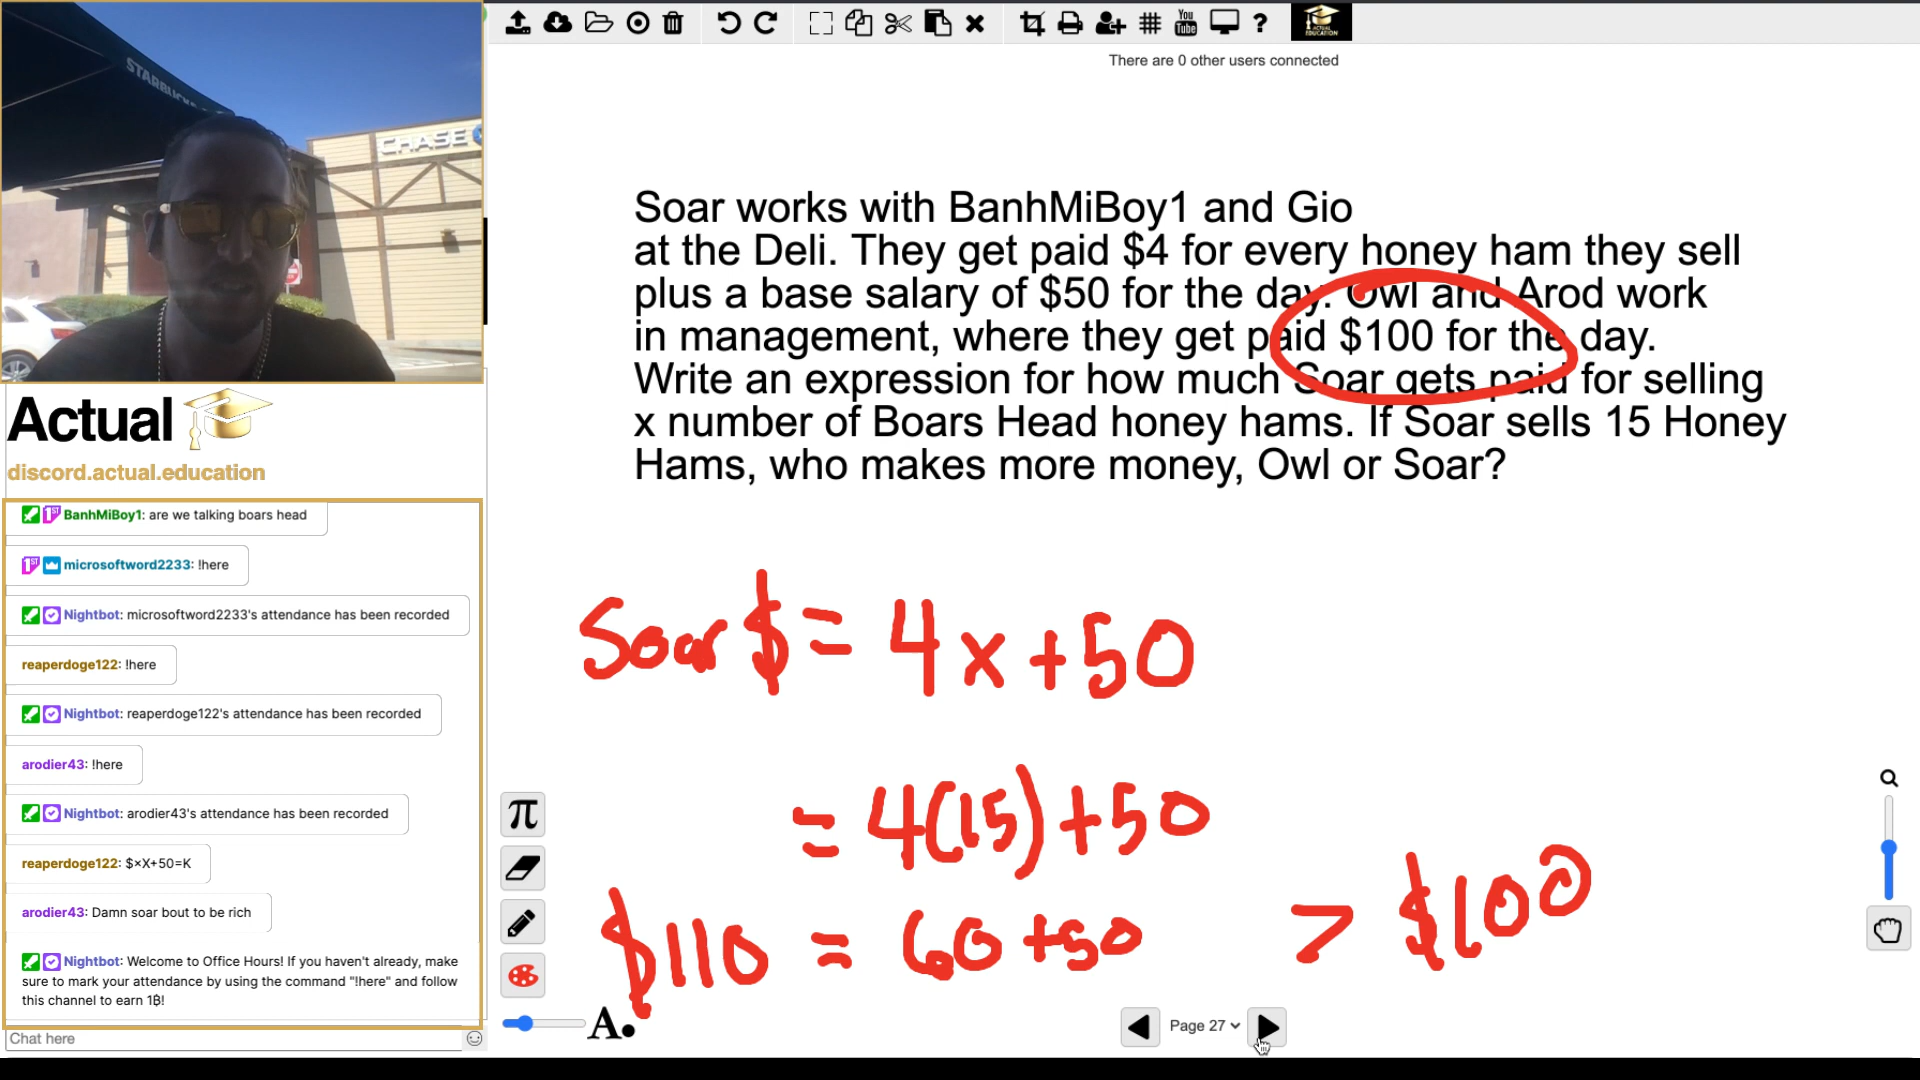 STARBUCKS
CHASE
You
Tube
ACTUAL
EDUCATION
There are 0 other users connected
Soar works with BanhMiBoy1 and Gio
at the Deli. They get paid $4 for every honey ham they sell
plus a base salary of $50 for the day. Owl and Arod work
in management, where they get paid $100 for the day.
Write an expression for how much Soar gets paid for selling
x number of Boars Head honey hams. If Soar sells 15 Honey
Hams, who makes more money, Owl or Soar?
Soar $ = 4x+50
= 4(15)+50
$110 = 60+50 > $100
Actual
discord.actual.education
BanhMiBoy1: are we talking boars head
microsoftword2233: !here
Nightbot: microsoftword2233's attendance has been recorded
reaperdoge122: !here
Nightbot: reaperdoge122's attendance has been recorded
arodier43: !here
Nightbot: arodier43's attendance has been recorded
reaperdoge122: $×X+50=K
arodier43: Damn soar bout to be rich
Nightbot: Welcome to Office Hours! If you haven't already, make
sure to mark your attendance by using the command "!here" and follow
this channel to earn 1฿!
Chat here
π
A
Page 27